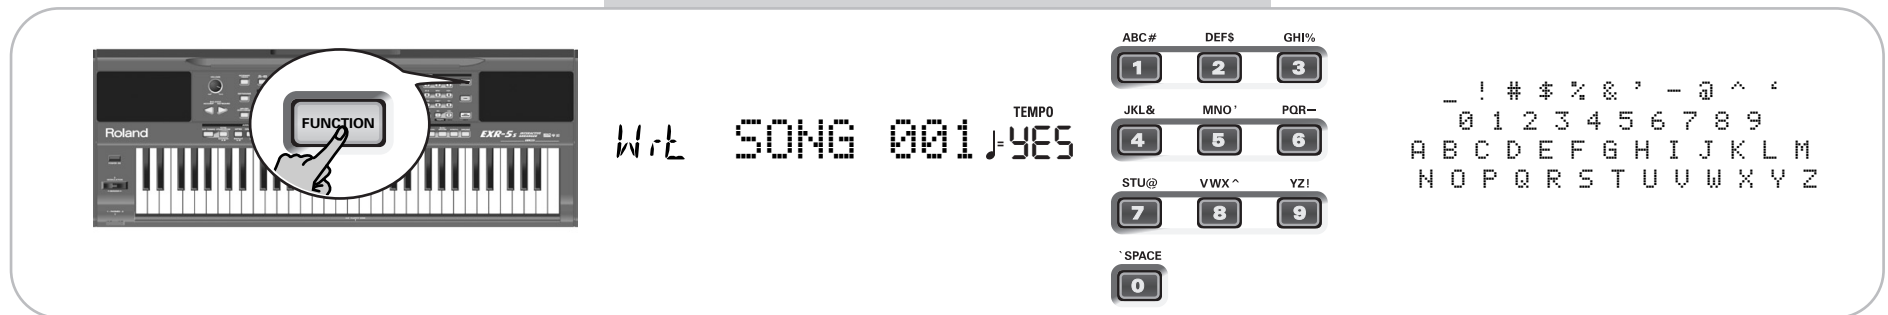 Roland
EXR-5s
FUNCTION
Wrt SONG 001 ♩=YES
TEMPO
ABC# DEF$ GHI%
1 2 3
JKL& MNO' PQR—
4 5 6
STU@ VWX^ YZ!
7 8 9
`SPACE
0
_ ! # $ % & ' - @ ^ ‘
0 1 2 3 4 5 6 7 8 9
A B C D E F G H I J K L M
N O P Q R S T U V W X Y Z